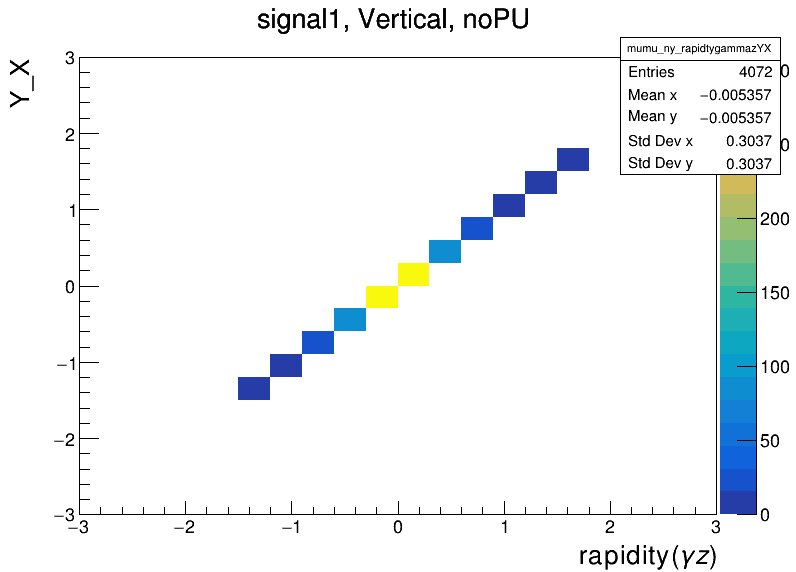 signal1, Vertical, noPU
mumu_ny_rapidtygammazYX
Entries 4072
Mean x −0.005357
Mean y −0.005357
Std Dev x 0.3037
Std Dev y 0.3037
Y_X
3
2
1
0
−1
−2
−3
−3 −2 −1 0 1 2 3
rapidity(γz)
0
0
200
150
100
50
0